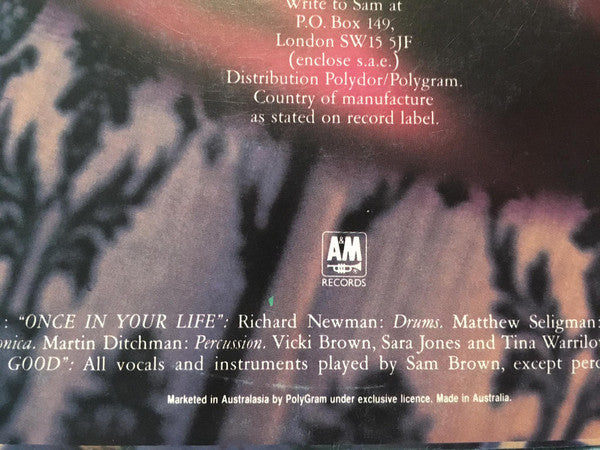 Write to Sam at
P.O. Box 149,
London SW15 5JF
(enclose s.a.e.)
Distribution Polydor/Polygram.
Country of manufacture
as stated on record label.
A&M
RECORDS
: "ONCE IN YOUR LIFE": Richard Newman: Drums. Matthew Seligman:
onica. Martin Ditchman: Percussion. Vicki Brown, Sara Jones and Tina Warrilo
GOOD": All vocals and instruments played by Sam Brown, except perc
Marketed in Australasia by PolyGram under exclusive licence. Made in Australia.